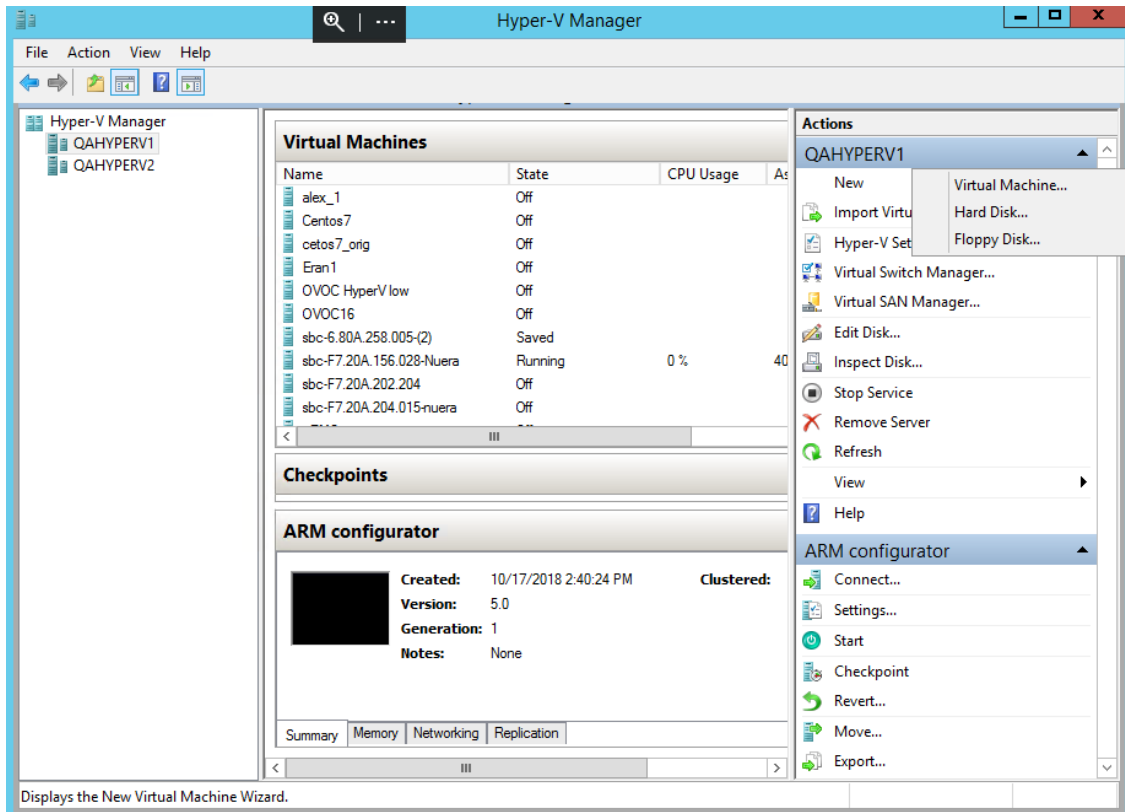 Hyper-V Manager
File Action View Help
Hyper-V Manager
QAHYPERV1
QAHYPERV2
Virtual Machines
Name State CPU Usage As
alex_1 Off
Centos7 Off
cetos7_orig Off
Eran1 Off
OVOC HyperV low Off
OVOC16 Off
sbc-6.80A.258.005-(2) Saved
sbc-F7.20A.156.028-Nuera Running 0 % 40
sbc-F7.20A.202.204 Off
sbc-F7.20A.204.015-nuera Off
Checkpoints
ARM configurator
Created: 10/17/2018 2:40:24 PM Clustered:
Version: 5.0
Generation: 1
Notes: None
Summary Memory Networking Replication
Actions
QAHYPERV1
New
Import Virtu
Hyper-V Set
Virtual Machine...
Hard Disk...
Floppy Disk...
Virtual Switch Manager...
Virtual SAN Manager...
Edit Disk...
Inspect Disk...
Stop Service
Remove Server
Refresh
View
Help
ARM configurator
Connect...
Settings...
Start
Checkpoint
Revert...
Move...
Export...
Displays the New Virtual Machine Wizard.